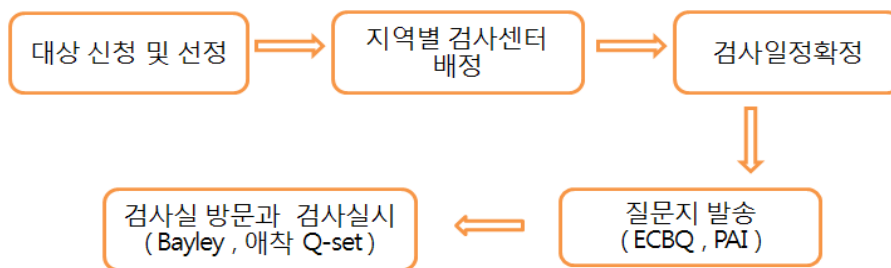 대상 신청 및 선정
지역별 검사센터
배정
검사일정확정
질문지 발송
( ECBQ , PAI )
검사실 방문과 검사실시
( Bayley , 애착 Q-set )